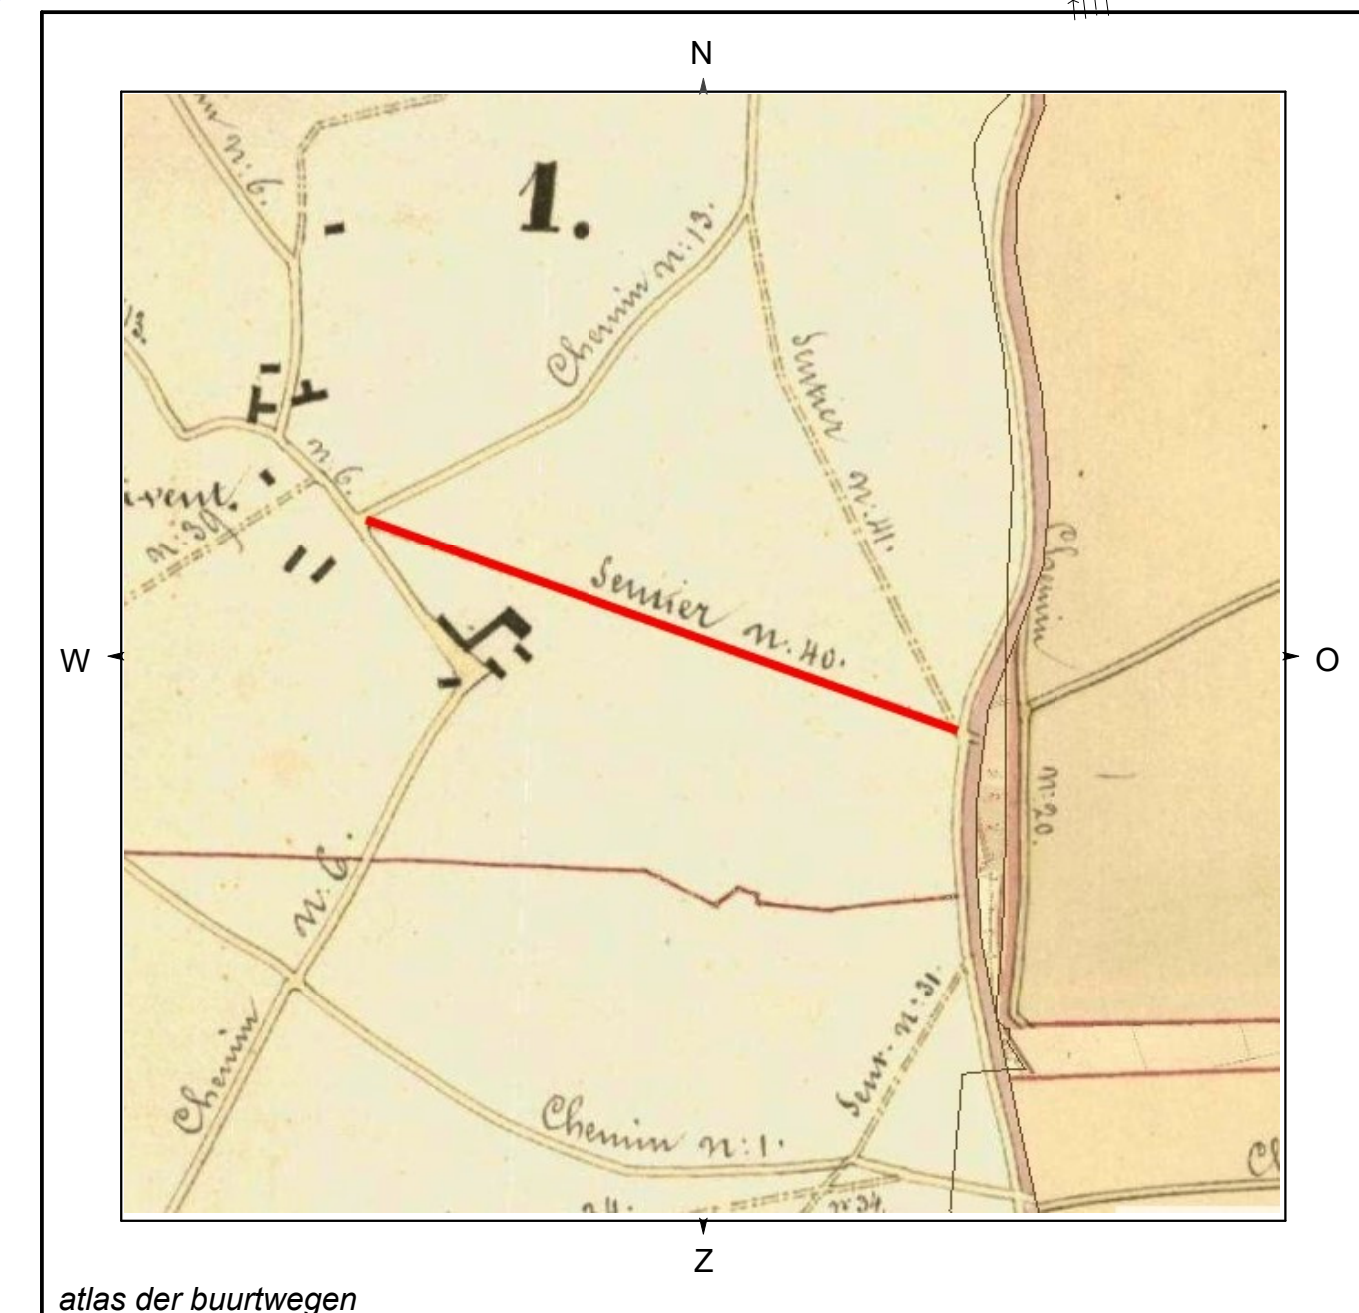 N
n: 6.
1.
Chemin n: 13.
Sentier n: 41.
n. 6.
n: 39
Sentier n. 40.
Chemin
W
O
n: 20.
n. 6.
Sent. n: 31.
Chemin
Chemin n: 1.
n: 34
Z
atlas der buurtwegen